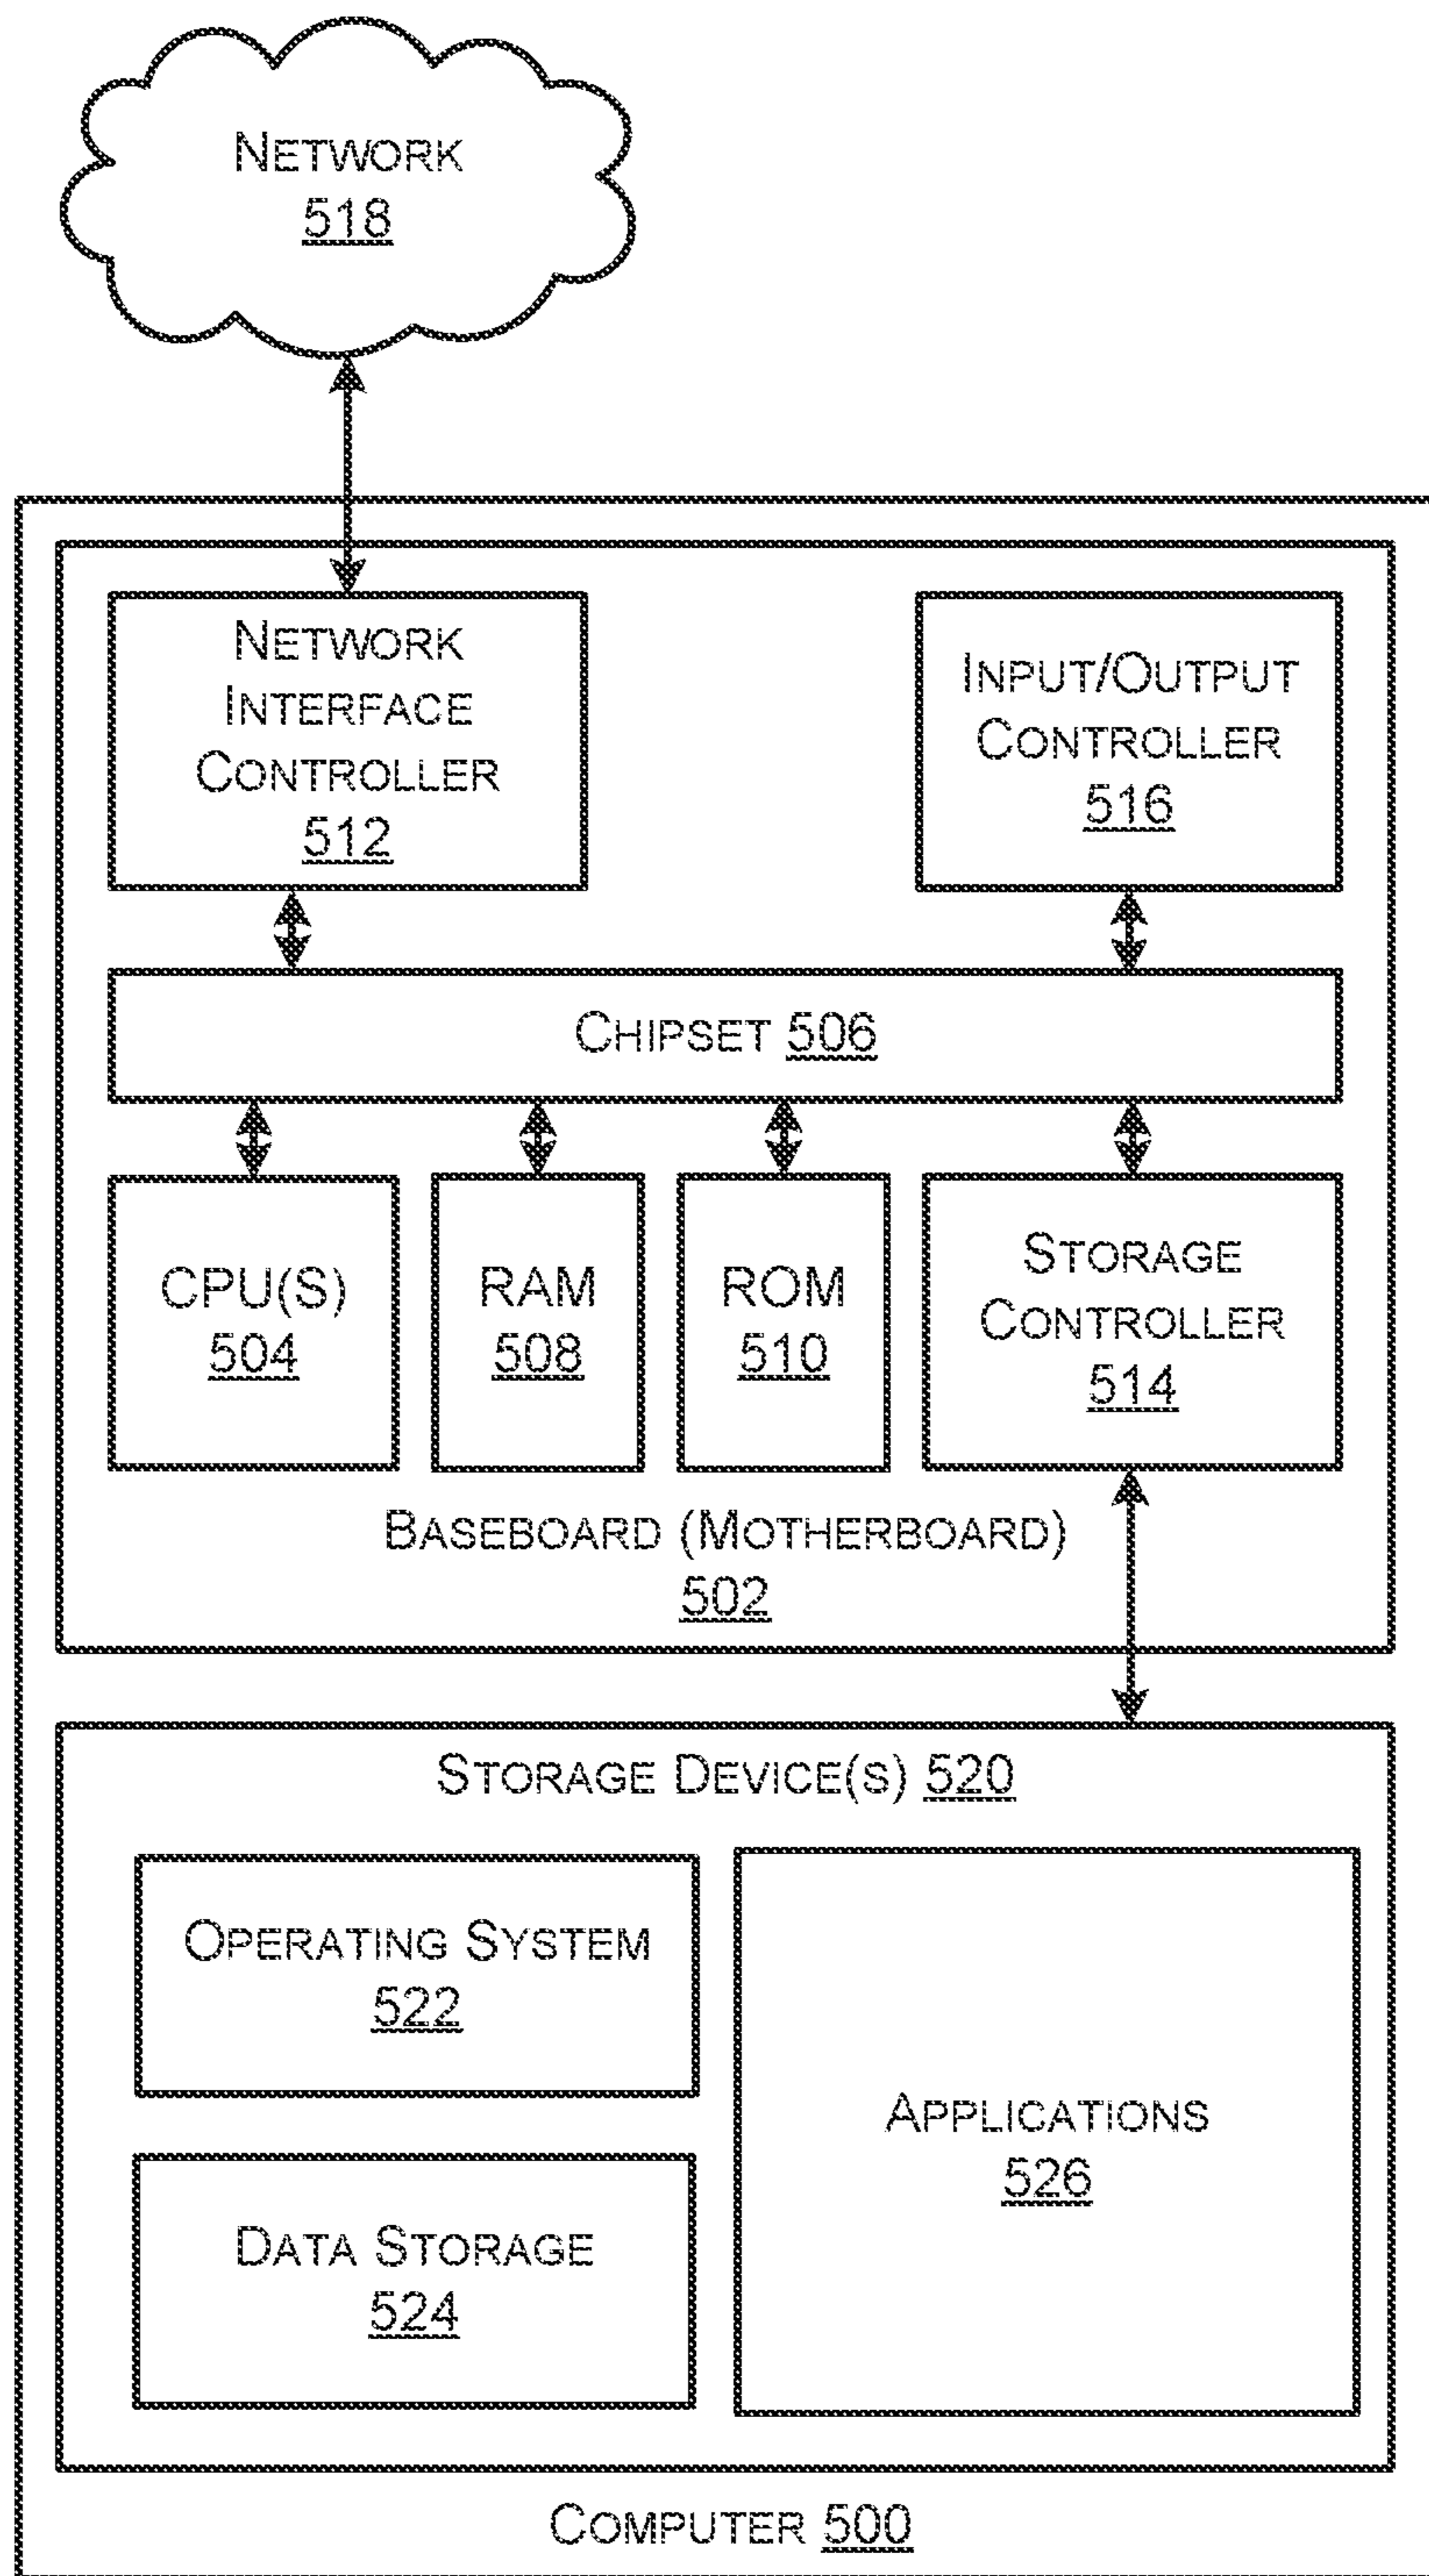 NETWORK
518
NETWORK
INTERFACE
CONTROLLER
512
INPUT/OUTPUT
CONTROLLER
516
CHIPSET 506
CPU(S)
504
RAM
508
ROM
510
STORAGE
CONTROLLER
514
BASEBOARD (MOTHERBOARD)
502
STORAGE DEVICE(S) 520
OPERATING SYSTEM
522
DATA STORAGE
524
APPLICATIONS
526
COMPUTER 500